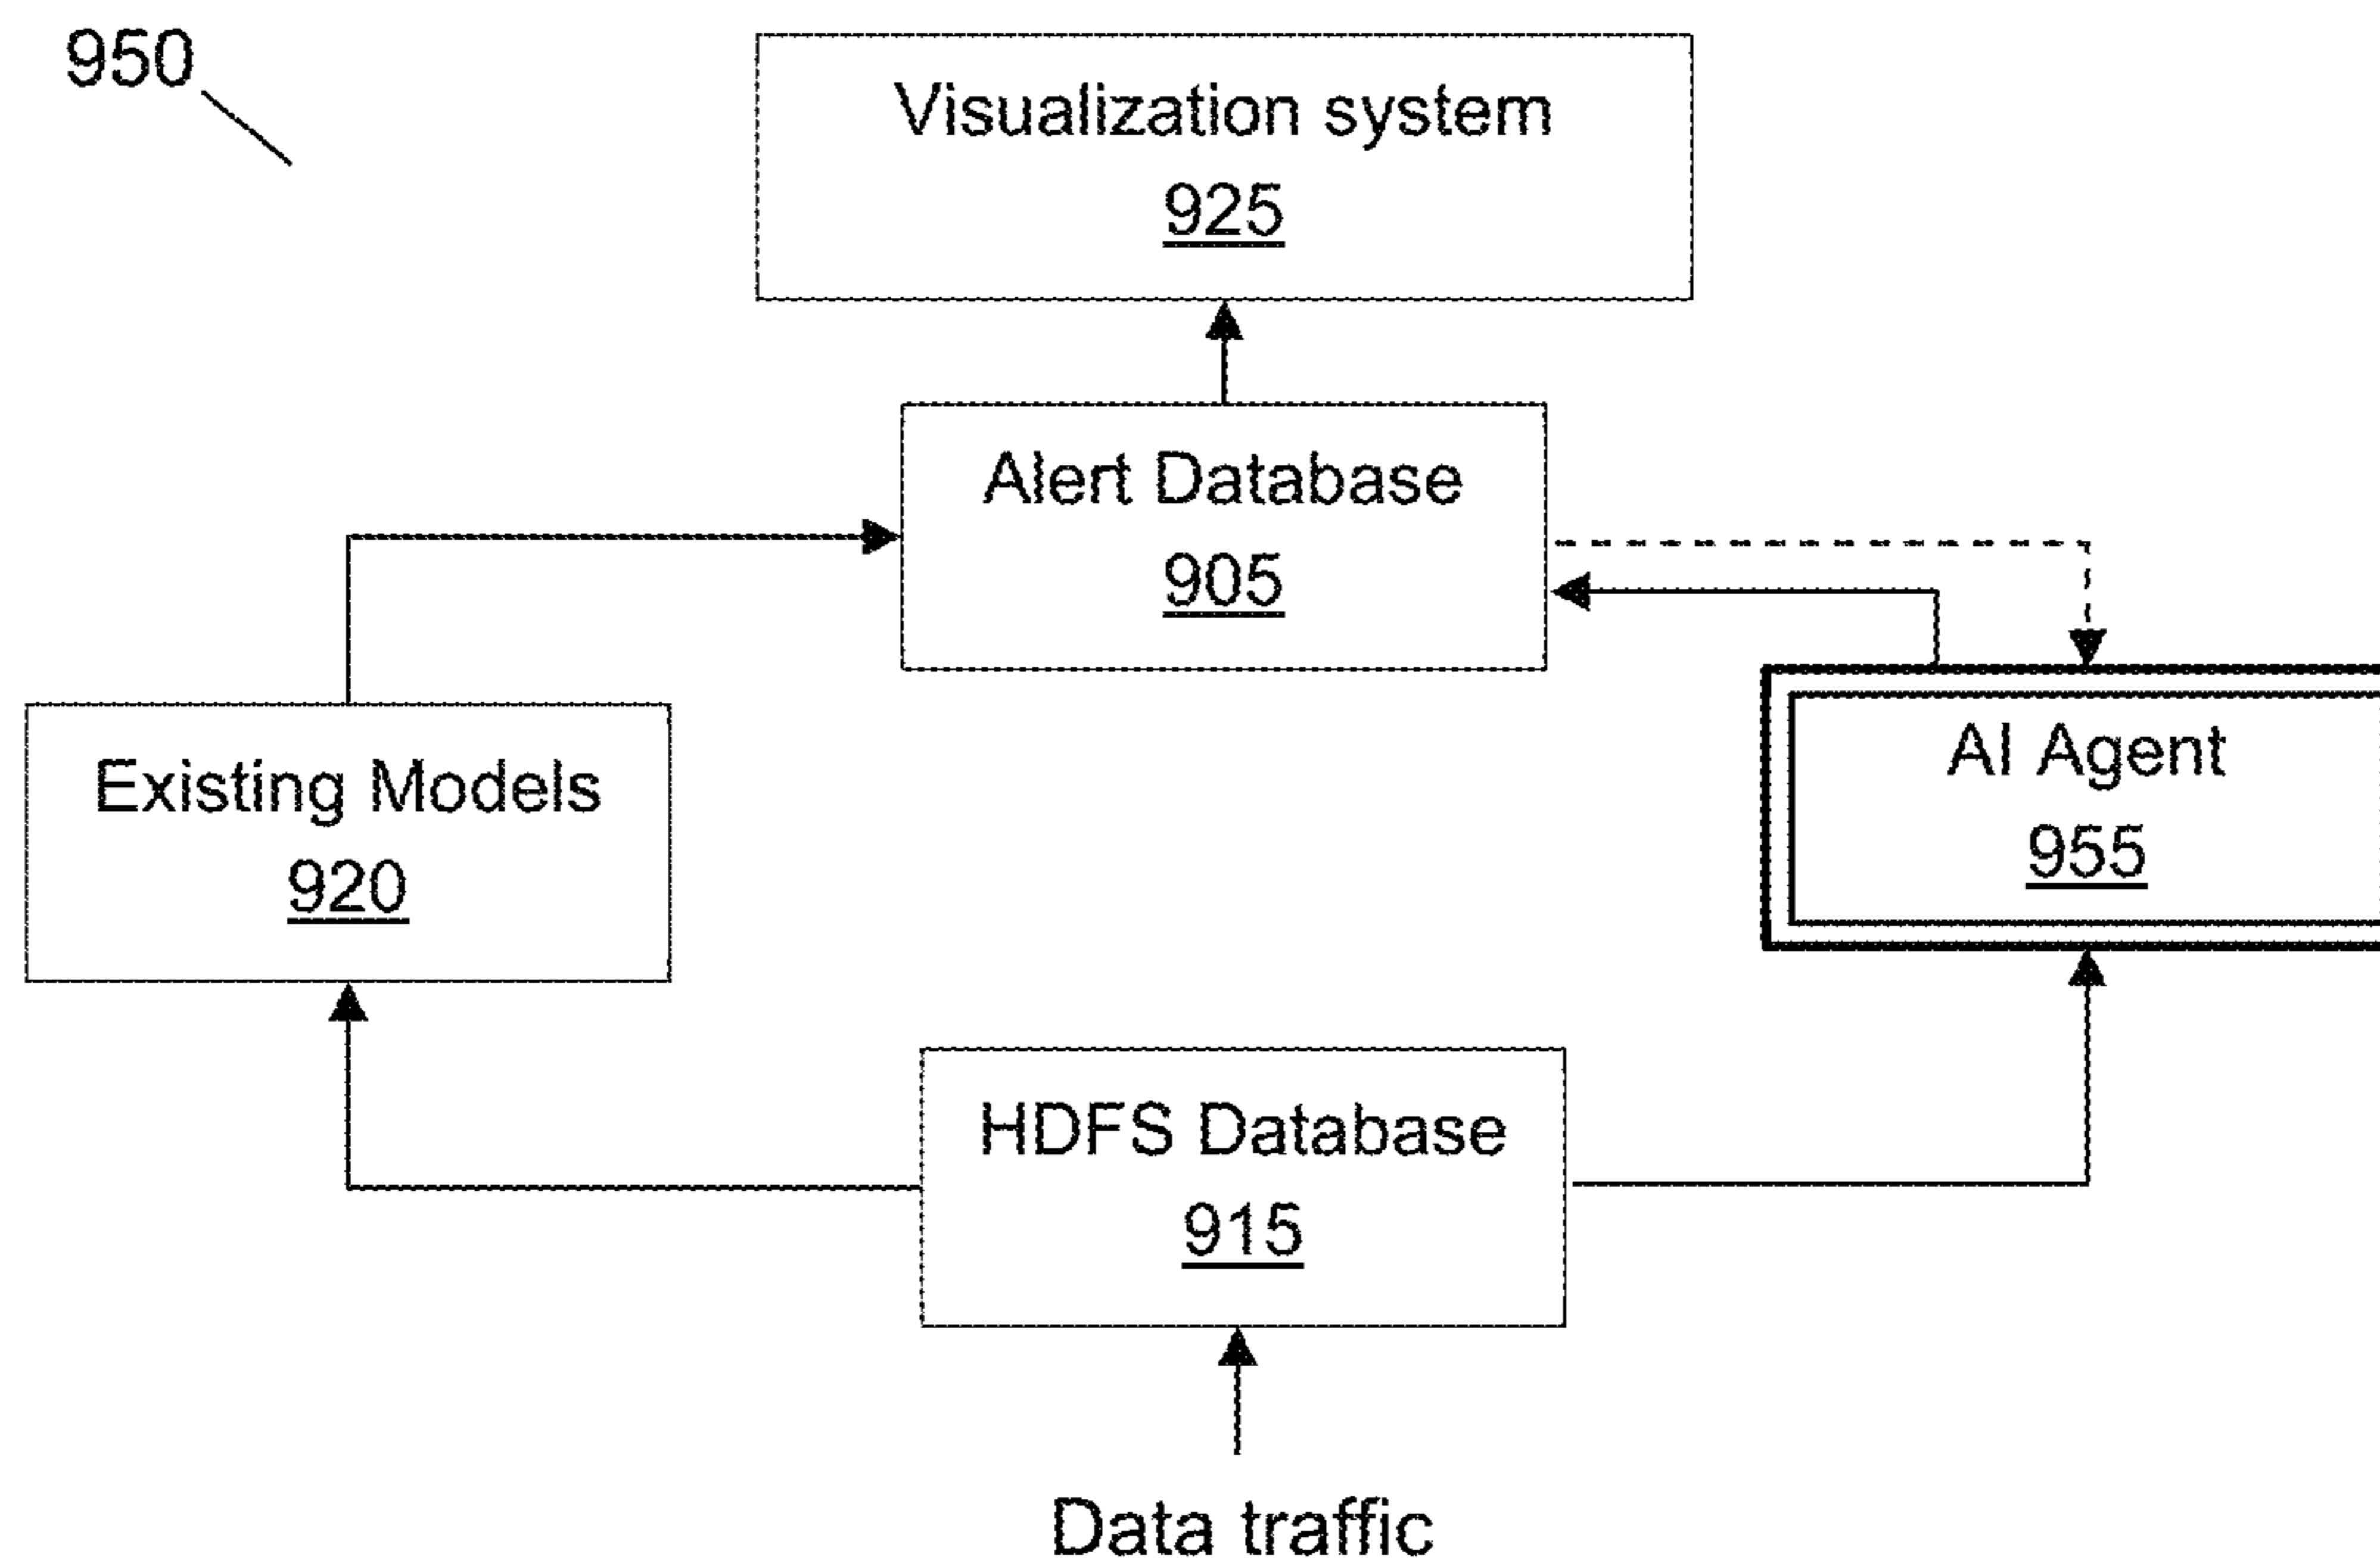 950
Visualization system
925
Alert Database
905
Existing Models
920
AI Agent
955
HDFS Database
915
Data traffic